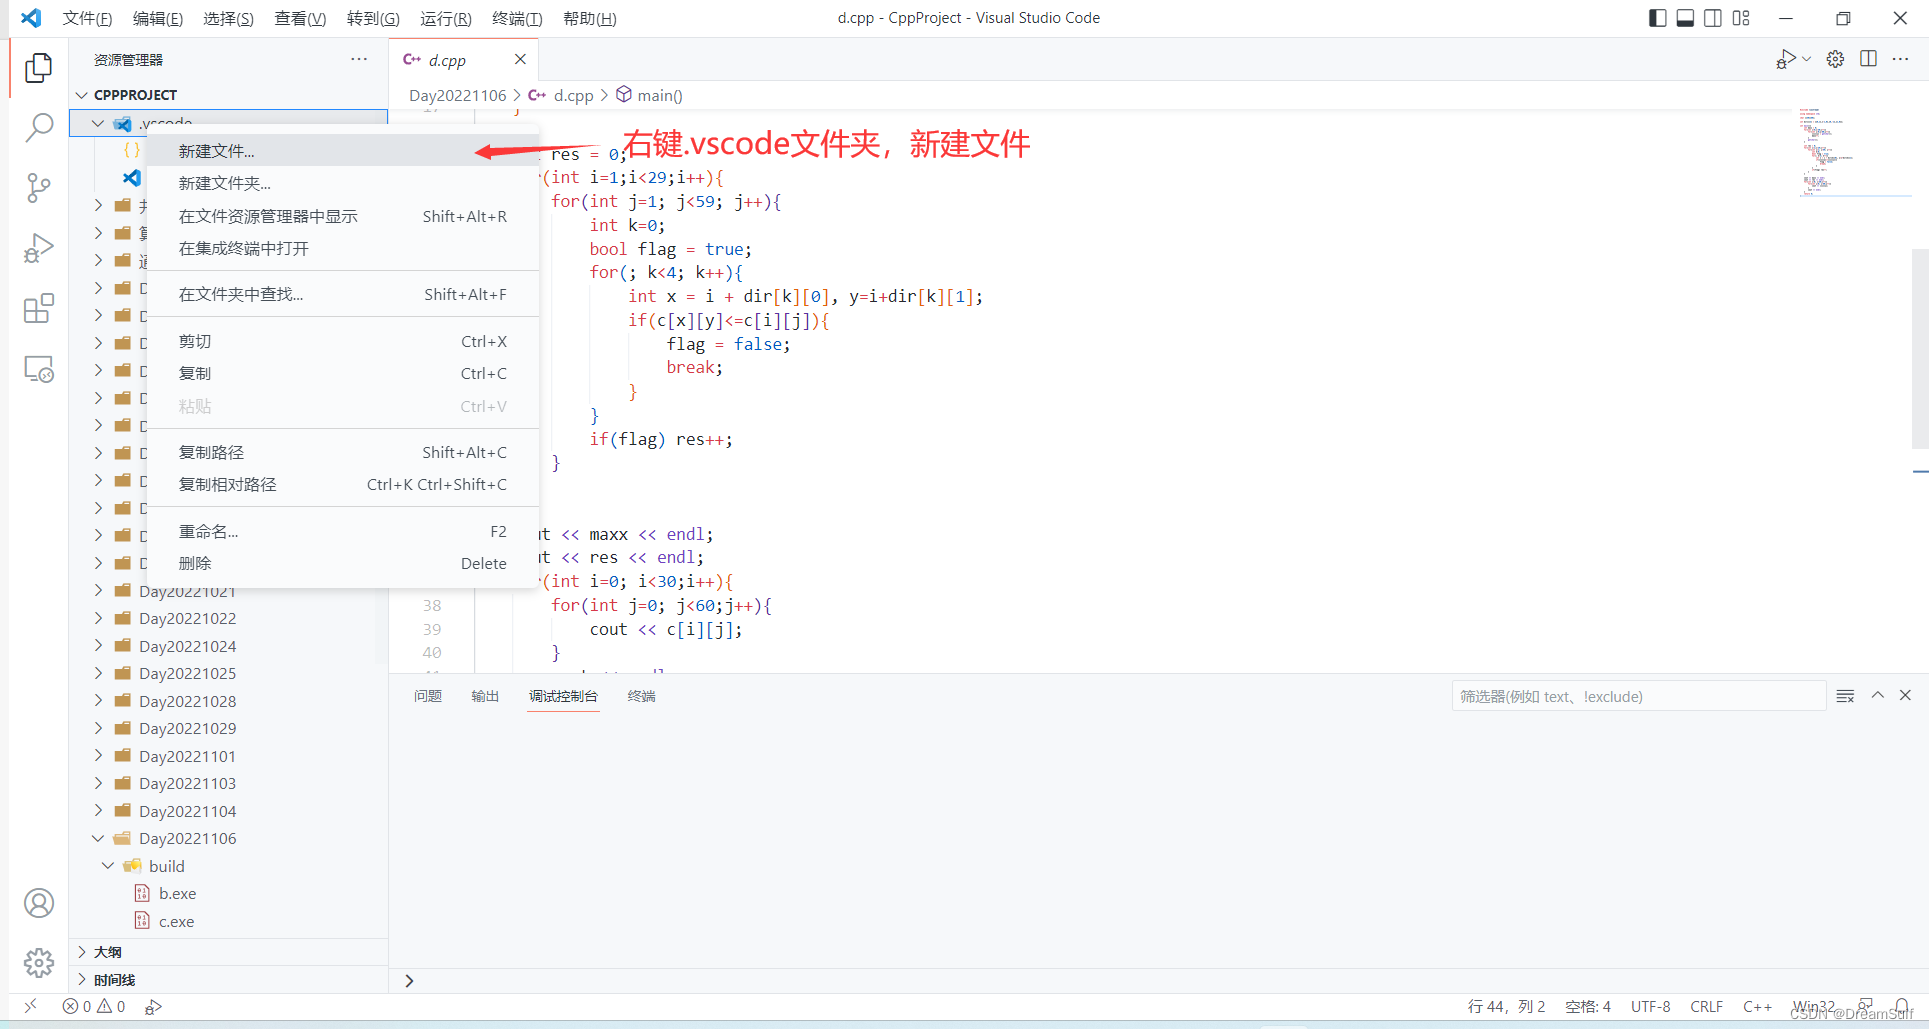 文件(F) 编辑(E) 选择(S) 查看(V) 转到(G) 运行(R) 终端(T) 帮助(H) d.cpp - CppProject - Visual Studio Code
资源管理器 ··· C++ d.cpp
CPPPROJECT Day20221106 > C++ d.cpp > main()
.vscode
右键.vscode文件夹，新建文件
新建文件...
新建文件夹...
在文件资源管理器中显示 Shift+Alt+R
在集成终端中打开
在文件夹中查找... Shift+Alt+F
剪切 Ctrl+X
复制 Ctrl+C
粘贴 Ctrl+V
复制路径 Shift+Alt+C
复制相对路径 Ctrl+K Ctrl+Shift+C
重命名... F2
删除 Delete
res = 0;
(int i=1;i<29;i++){
for(int j=1; j<59; j++){
int k=0;
bool flag = true;
for(; k<4; k++){
int x = i + dir[k][0], y=i+dir[k][1];
if(c[x][y]<=c[i][j]){
flag = false;
break;
}
}
if(flag) res++;
}
ut << maxx << endl;
ut << res << endl;
(int i=0; i<30;i++){
38 for(int j=0; j<60;j++){
39 cout << c[i][j];
40 }
Day20221021
Day20221022
Day20221024
Day20221025
Day20221028
Day20221029
Day20221101
Day20221103
Day20221104
Day20221106
build
b.exe
c.exe
大纲
时间线
问题 输出 调试控制台 终端 筛选器(例如 text、!exclude)
0 0 行 44，列 2 空格: 4 UTF-8 CRLF C++ Win32
CSDN @DreamSuff